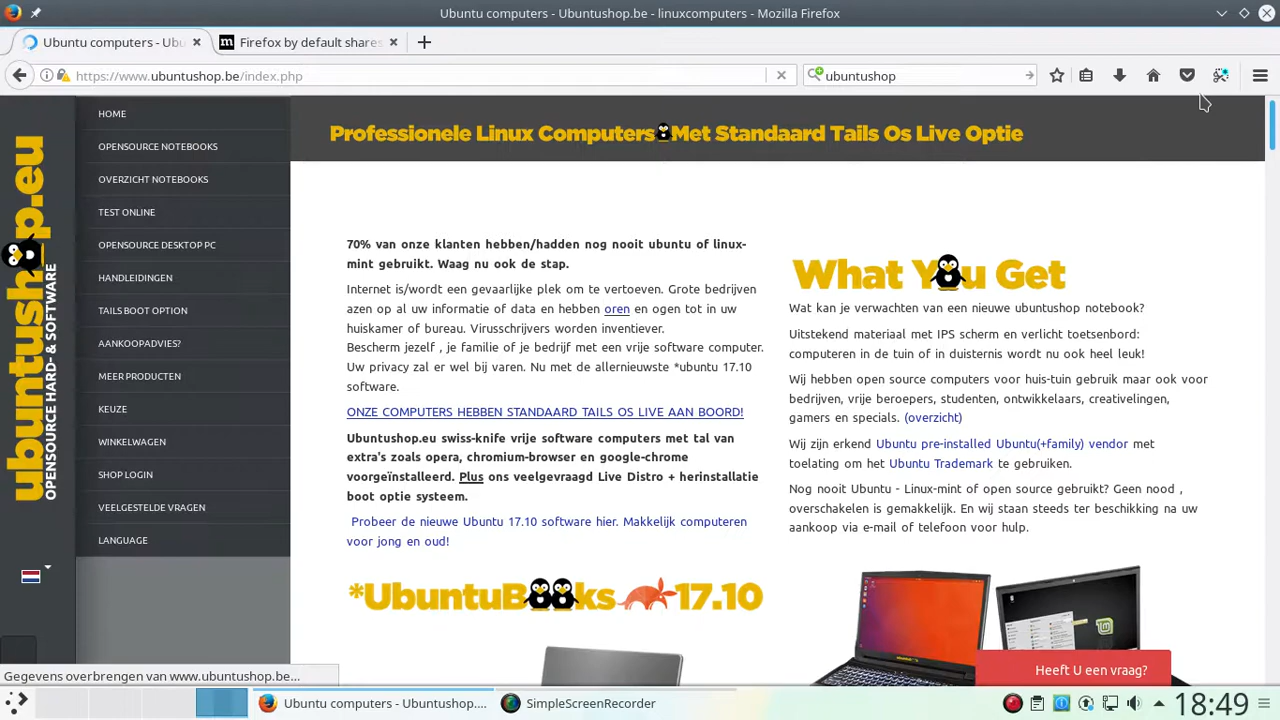 Ubuntu computers - Ubuntushop.be - linuxcomputers - Mozilla Firefox
Ubuntu computers - Ubu
Firefox by default shares
https://www.ubuntushop.be/index.php
ubuntushop
ubuntushop.eu
OPENSOURCE HARD- & SOFTWARE
HOME
OPENSOURCE NOTEBOOKS
OVERZICHT NOTEBOOKS
TEST ONLINE
OPENSOURCE DESKTOP PC
HANDLEIDINGEN
TAILS BOOT OPTION
AANKOOPADVIES?
MEER PRODUCTEN
KEUZE
WINKELWAGEN
SHOP LOGIN
VEELGESTELDE VRAGEN
LANGUAGE
Professionele Linux Computers Met Standaard Tails Os Live Optie
70% van onze klanten hebben/hadden nog nooit ubuntu of linux-
mint gebruikt. Waag nu ook de stap.
Internet is/wordt een gevaarlijke plek om te vertoeven. Grote bedrijven
azen op al uw informatie of data en hebben oren en ogen tot in uw
huiskamer of bureau. Virusschrijvers worden inventiever.
Bescherm jezelf , je familie of je bedrijf met een vrije software computer.
Uw privacy zal er wel bij varen. Nu met de allernieuwste *ubuntu 17.10
software.
ONZE COMPUTERS HEBBEN STANDAARD TAILS OS LIVE AAN BOORD!
Ubuntushop.eu swiss-knife vrije software computers met tal van
extra's zoals opera, chromium-browser en google-chrome
voorgeïnstalleerd. Plus ons veelgevraagd Live Distro + herinstallatie
boot optie systeem.
Probeer de nieuwe Ubuntu 17.10 software hier. Makkelijk computeren
voor jong en oud!
*UbuntuBooks 17.10
What You Get
Wat kan je verwachten van een nieuwe ubuntushop notebook?
Uitstekend materiaal met IPS scherm en verlicht toetsenbord:
computeren in de tuin of in duisternis wordt nu ook heel leuk!
Wij hebben open source computers voor huis-tuin gebruik maar ook voor
bedrijven, vrije beroepers, studenten, ontwikkelaars, creativelingen,
gamers en specials. (overzicht)
Wij zijn erkend Ubuntu pre-installed Ubuntu(+family) vendor met
toelating om het Ubuntu Trademark te gebruiken.
Nog nooit Ubuntu - Linux-mint of open source gebruikt? Geen nood ,
overschakelen is gemakkelijk. En wij staan steeds ter beschikking na uw
aankoop via e-mail of telefoon voor hulp.
Heeft U een vraag?
Gegevens overbrengen van www.ubuntushop.be...
Ubuntu computers - Ubuntushop....
SimpleScreenRecorder
18:49